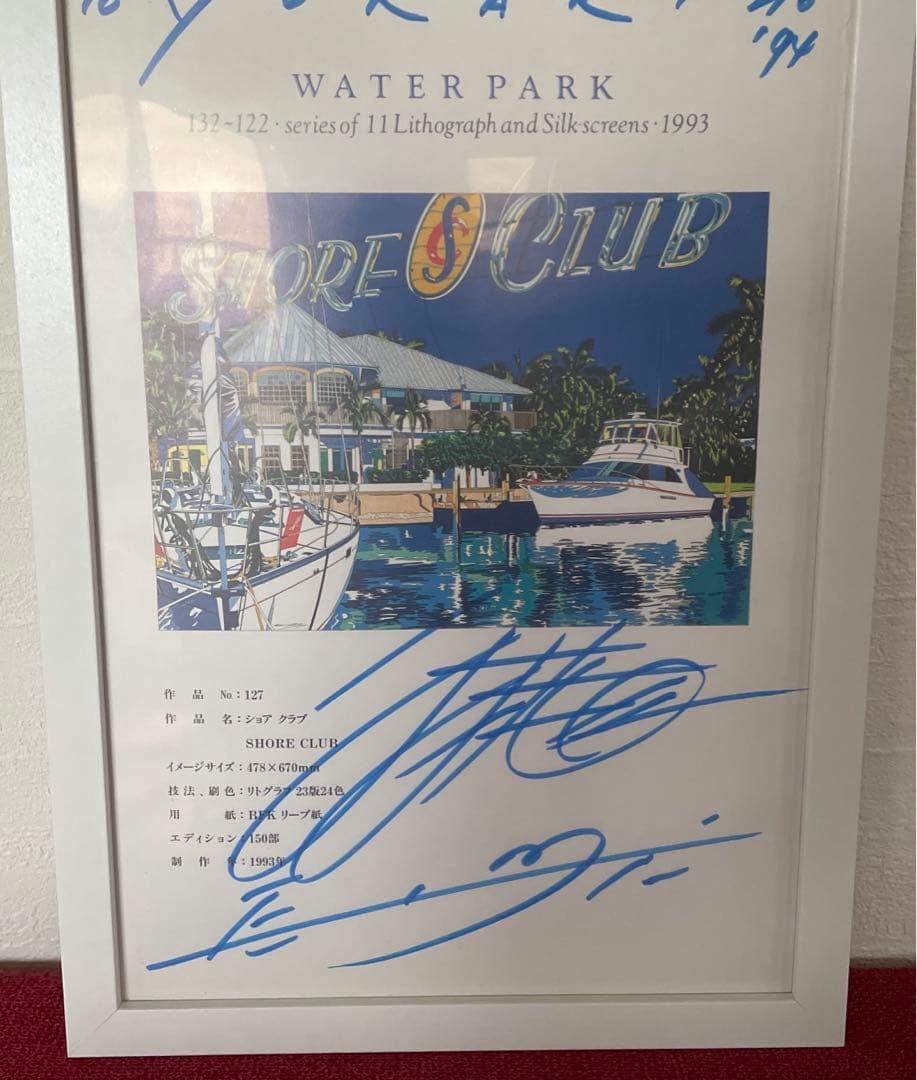 '94
WATER PARK
132~122 · series of 11 Lithograph and Silk-screens · 1993
SHORE SC CLUB
作品 No：127
作品名：ショア クラブ
SHORE CLUB
イメージサイズ：478×670mm
技法、刷色：リトグラフ 23版24色
用紙：BFK リーブ紙
エディション：150部
制作年：1993年